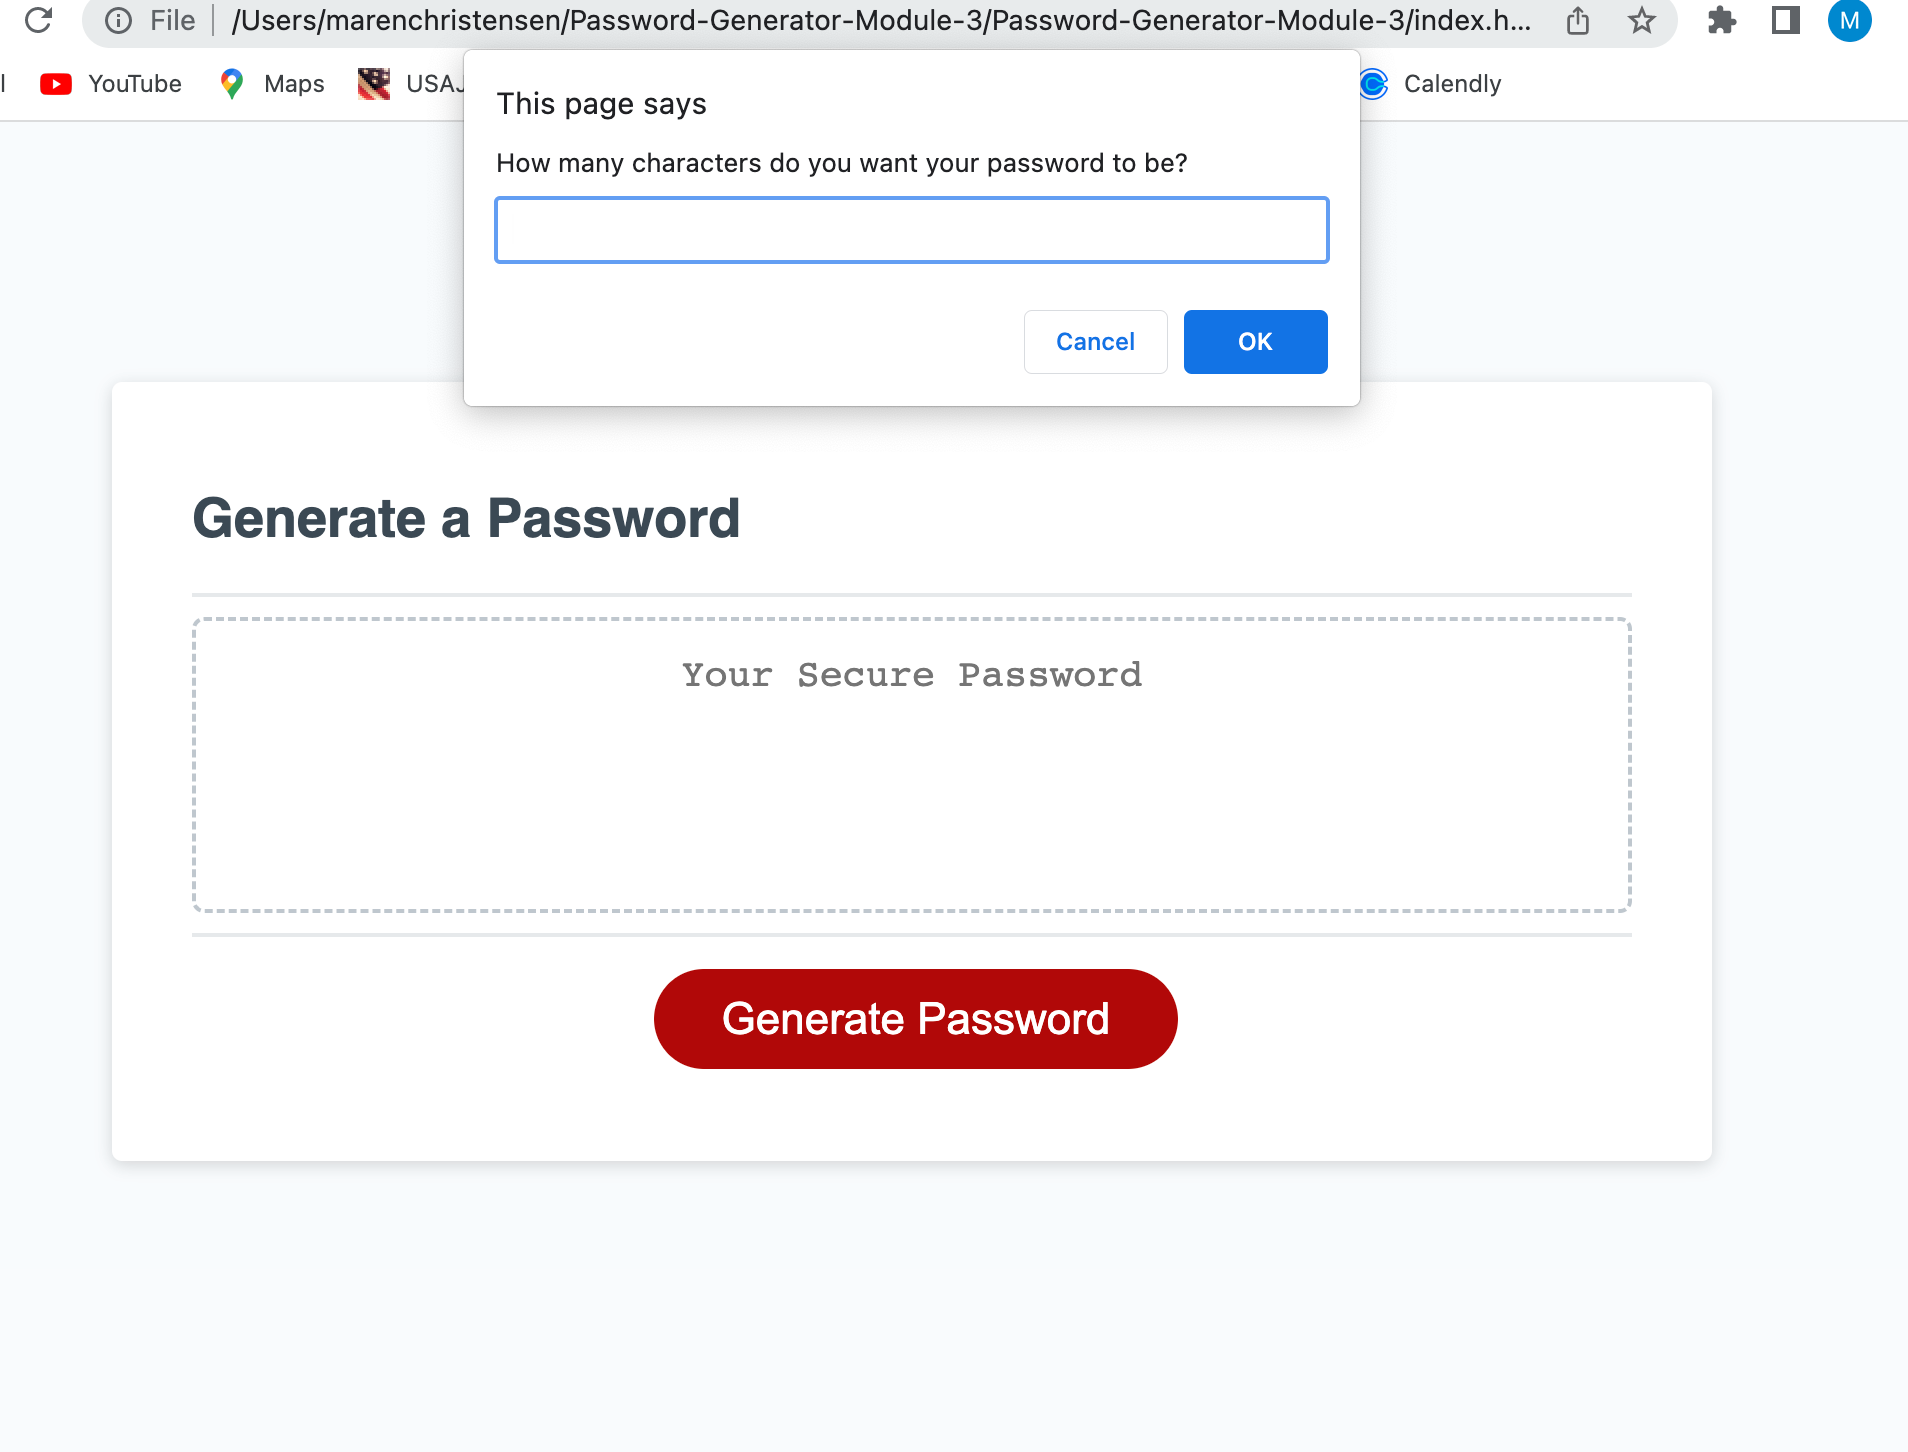 File | /Users/marenchristensen/Password-Generator-Module-3/Password-Generator-Module-3/index.h... M
YouTube Maps USAJ Calendly
This page says
How many characters do you want your password to be?
Cancel OK
Generate a Password
Your Secure Password
Generate Password